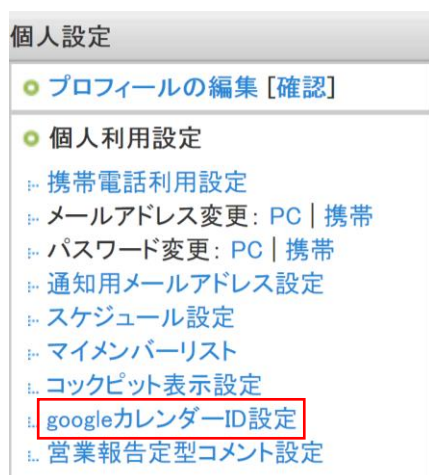 個人設定
プロフィールの編集 [確認]
個人利用設定
携帯電話利用設定
メールアドレス変更: PC | 携帯
パスワード変更: PC | 携帯
通知用メールアドレス設定
スケジュール設定
マイメンバーリスト
コックピット表示設定
googleカレンダーID設定
営業報告定型コメント設定